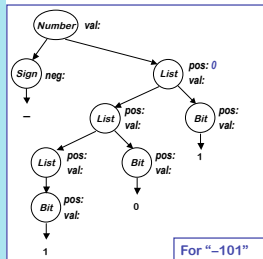 Number val:
Sign neg:
List pos: 0
val:
–
List pos:
val:
Bit pos:
val:
List pos:
val:
Bit pos:
val:
1
Bit pos:
val:
0
1
For “–101”